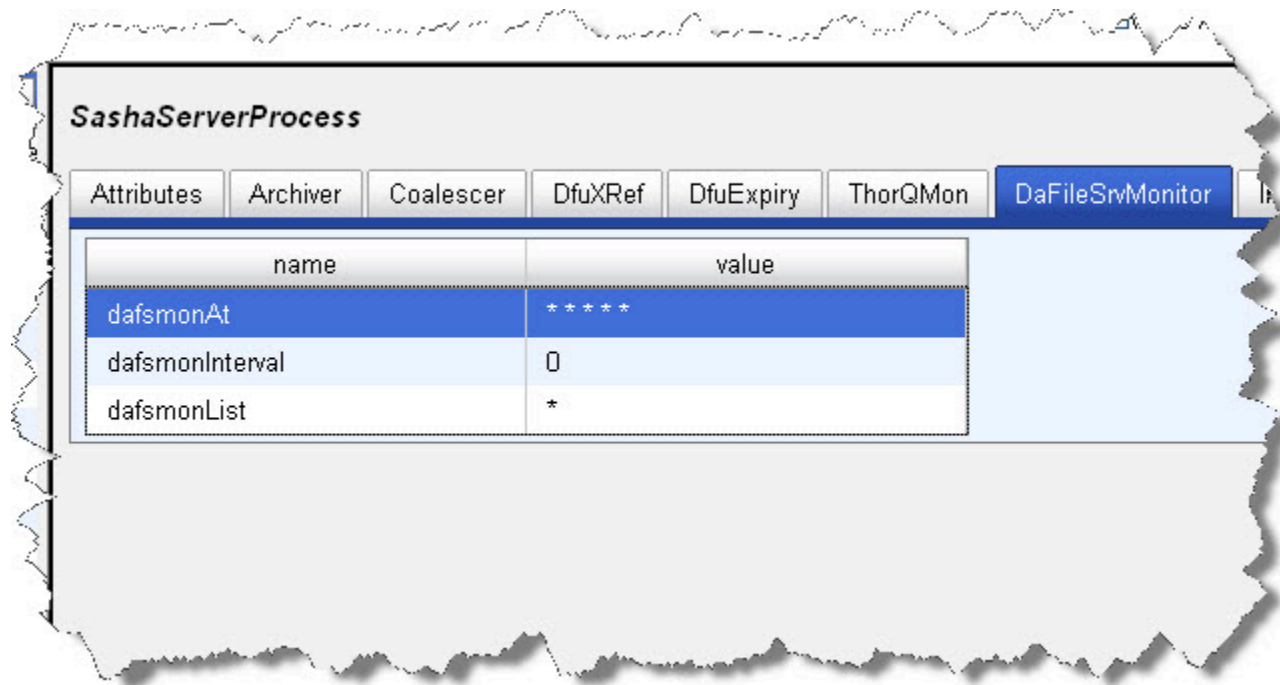 SashaServerProcess
Attributes Archiver Coalescer DfuXRef DfuExpiry ThorQMon DaFileSrvMonitor
name value
dafsmonAt * * * * *
dafsmonInterval 0
dafsmonList *